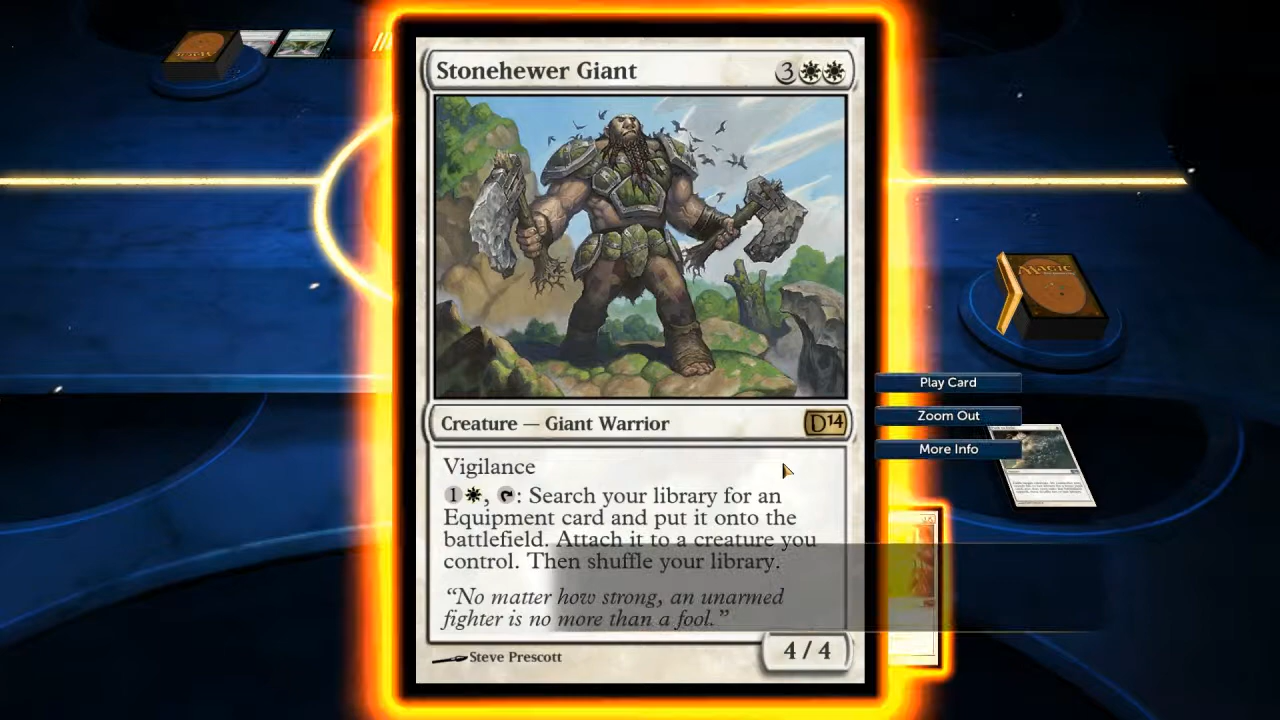 Stonehewer Giant 3
Creature — Giant Warrior D14
Vigilance
1 , : Search your library for an
Equipment card and put it onto the
battlefield. Attach it to a creature you
control. Then shuffle your library.
“No matter how strong, an unarmed
fighter is no more than a fool.”
Steve Prescott
4 / 4
Magic
Play Card
Zoom Out
More Info